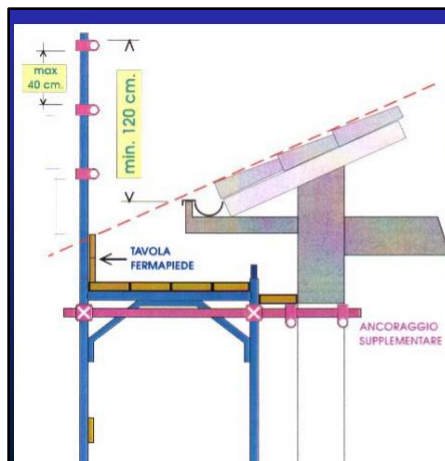 max
40 cm.
min. 120 cm.
TAVOLA
FERMAPIEDE
ANCORAGGIO
SUPPLEMENTARE